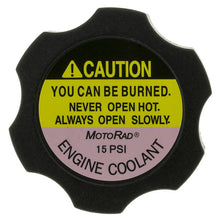 ⚠ CAUTION
YOU CAN BE BURNED.
NEVER OPEN HOT.
ALWAYS OPEN SLOWLY.
MOTORAD®
15 PSI
ENGINE COOLANT